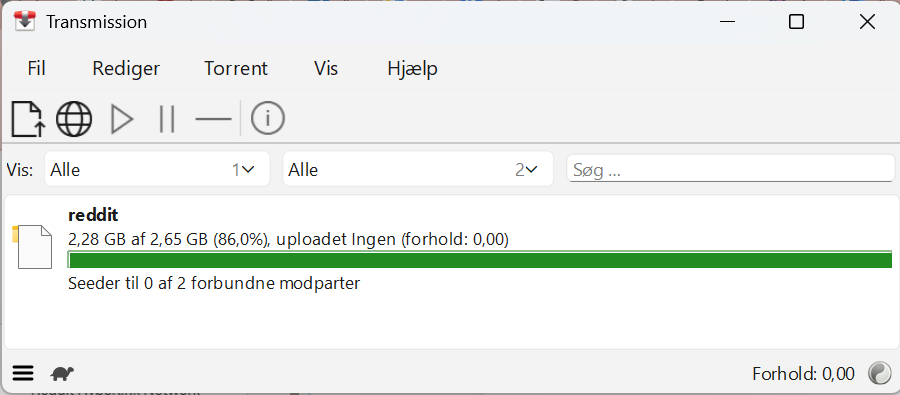 Transmission
Fil Rediger Torrent Vis Hjælp
Vis: Alle 1 Alle 2 Søg ...
reddit
2,28 GB af 2,65 GB (86,0%), uploadet Ingen (forhold: 0,00)
Seeder til 0 af 2 forbundne modparter
Forhold: 0,00